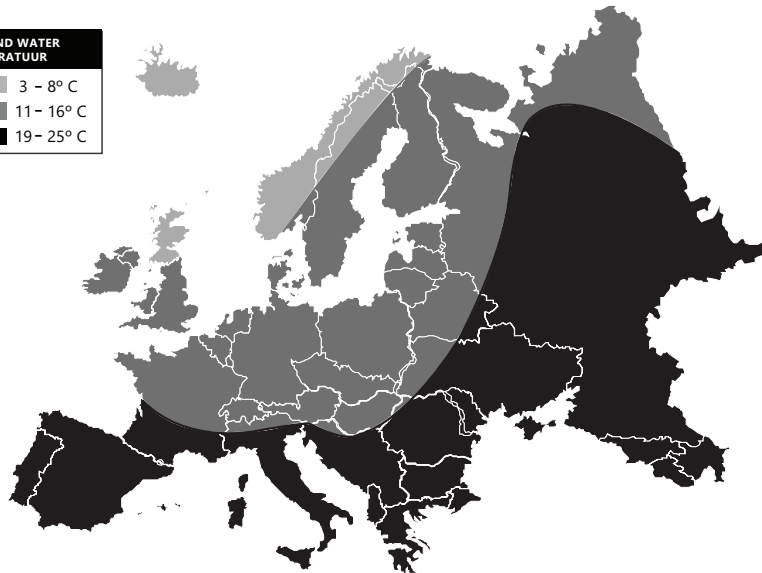 ND WATER
RATUUR
3 – 8º C
11 – 16º C
19 – 25º C